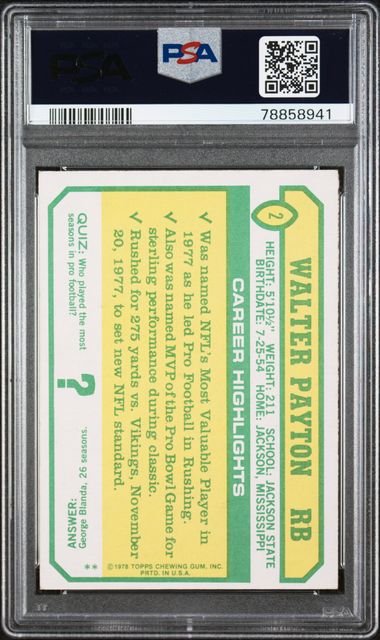 PSA
PSA
78858941
2
WALTER PAYTON RB
HEIGHT: 5'10½" WEIGHT: 211 SCHOOL: JACKSON STATE
BIRTHDATE: 7-25-54 HOME: JACKSON, MISSISSIPPI
CAREER HIGHLIGHTS
✓ Was named NFL's Most Valuable Player in
1977 as he led Pro Football in Rushing.
✓ Also was named MVP of the Pro Bowl Game for
sterling performance during classic.
✓ Rushed for 275 yards vs. Vikings, November
20, 1977, to set new NFL standard.
QUIZ: Who played the most
seasons in pro football?
?
ANSWER:
George Blanda, 26 seasons.
** © 1978 TOPPS CHEWING GUM, INC.
PRTD. IN U.S.A.